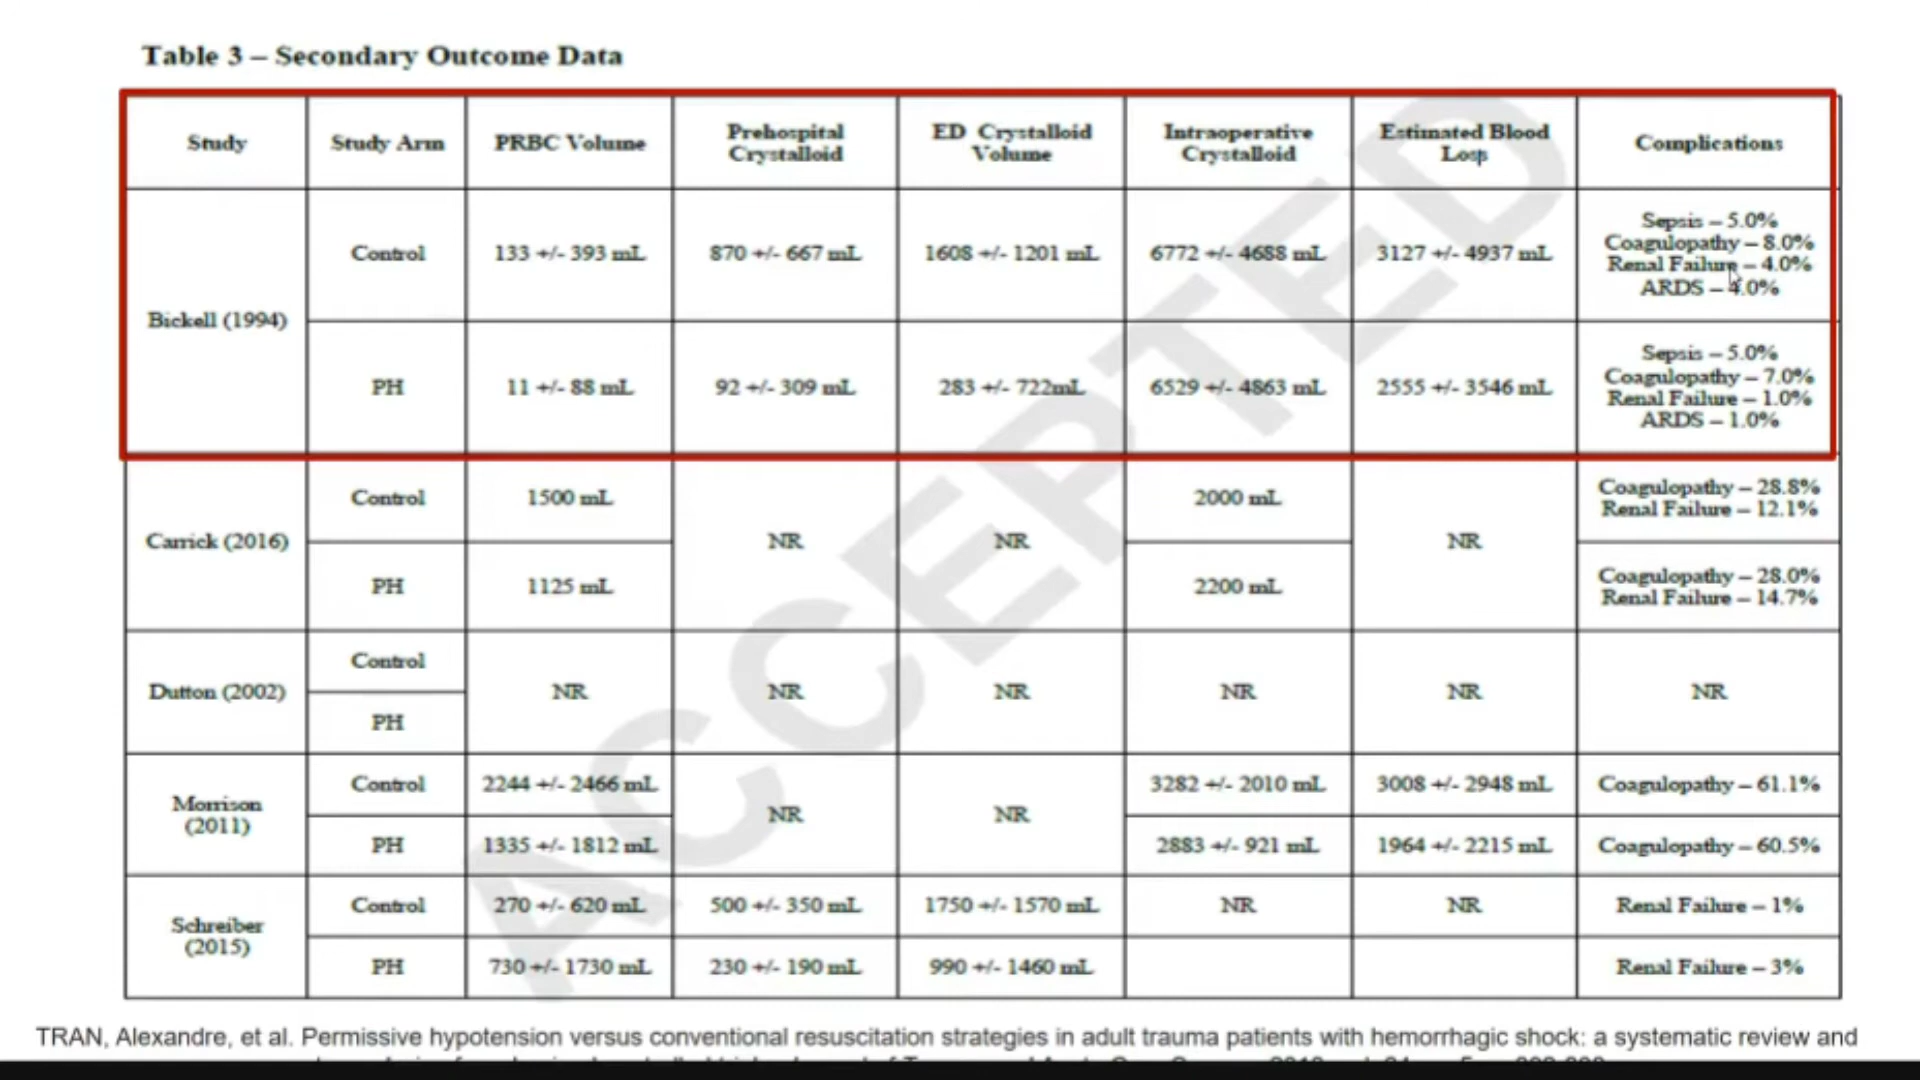 Table 3 – Secondary Outcome Data
Study | Study Arm | PRBC Volume | Prehospital Crystalloid | ED Crystalloid Volume | Intraoperative Crystalloid | Estimated Blood Losp | Complications
Bickell (1994)
Control | 133 +/- 393 mL | 870 +/- 667 mL | 1608 +/- 1201 mL | 6772 +/- 4688 mL | 3127 +/- 4937 mL
Sepsis – 5.0%
Coagulopathy – 8.0%
Renal Failure – 4.0%
ARDS – 4.0%
PH | 11 +/- 88 mL | 92 +/- 309 mL | 283 +/- 722mL | 6529 +/- 4863 mL | 2555 +/- 3546 mL
Sepsis – 5.0%
Coagulopathy – 7.0%
Renal Failure – 1.0%
ARDS – 1.0%
Carrick (2016)
Control | 1500 mL | NR | NR | 2000 mL | NR
Coagulopathy – 28.8%
Renal Failure – 12.1%
PH | 1125 mL | 2200 mL
Coagulopathy – 28.0%
Renal Failure – 14.7%
Dutton (2002)
Control | NR | NR | NR | NR | NR | NR
PH
Morrison (2011)
Control | 2244 +/- 2466 mL | NR | NR | 3282 +/- 2010 mL | 3008 +/- 2948 mL | Coagulopathy – 61.1%
PH | 1335 +/- 1812 mL | 2883 +/- 921 mL | 1964 +/- 2215 mL | Coagulopathy – 60.5%
Schreiber (2015)
Control | 270 +/- 620 mL | 500 +/- 350 mL | 1750 +/- 1570 mL | NR | NR | Renal Failure – 1%
PH | 730 +/- 1730 mL | 230 +/- 190 mL | 990 +/- 1460 mL | Renal Failure – 3%
ACCEPTED
TRAN, Alexandre, et al. Permissive hypotension versus conventional resuscitation strategies in adult trauma patients with hemorrhagic shock: a systematic review and